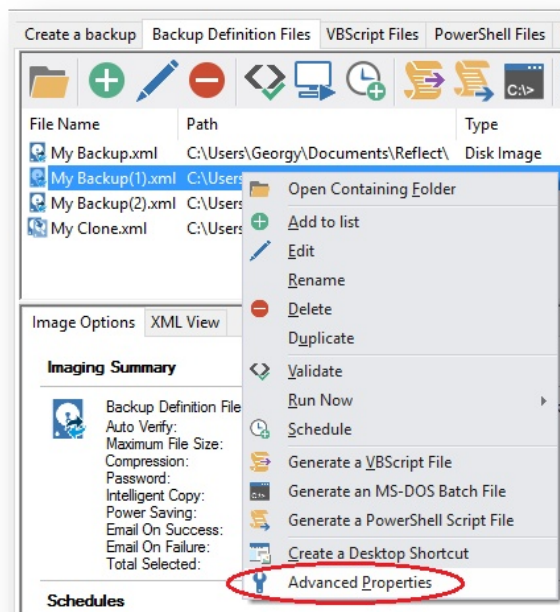 Create a backup Backup Definition Files VBScript Files PowerShell Files
C:\>
File Name Path Type
My Backup.xml C:\Users\Georgy\Documents\Reflect\ Disk Image
My Backup(1).xml C:\Users
My Backup(2).xml C:\Users
My Clone.xml C:\Users
Open Containing Folder
Add to list
Edit
Rename
Delete
Duplicate
Validate
Run Now
Schedule
Generate a VBScript File
Generate an MS-DOS Batch File
Generate a PowerShell Script File
Create a Desktop Shortcut
Advanced Properties
Image Options XML View
Imaging Summary
Backup Definition File
Auto Verify:
Maximum File Size:
Compression:
Password:
Intelligent Copy:
Power Saving:
Email On Success:
Email On Failure:
Total Selected:
Schedules